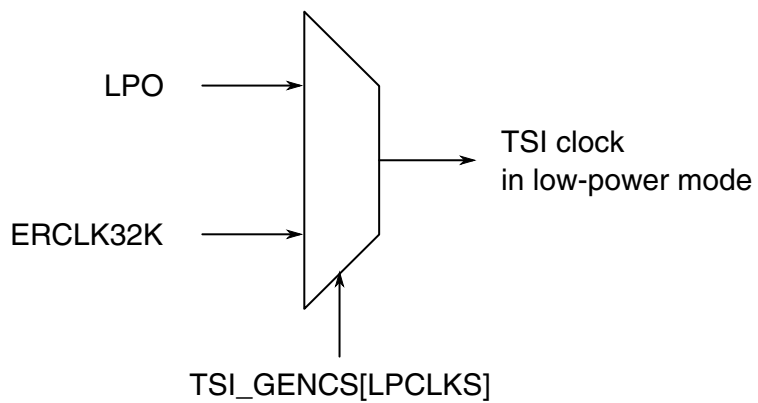 LPO
TSI clock
in low-power mode
ERCLK32K
TSI_GENCS[LPCLKS]